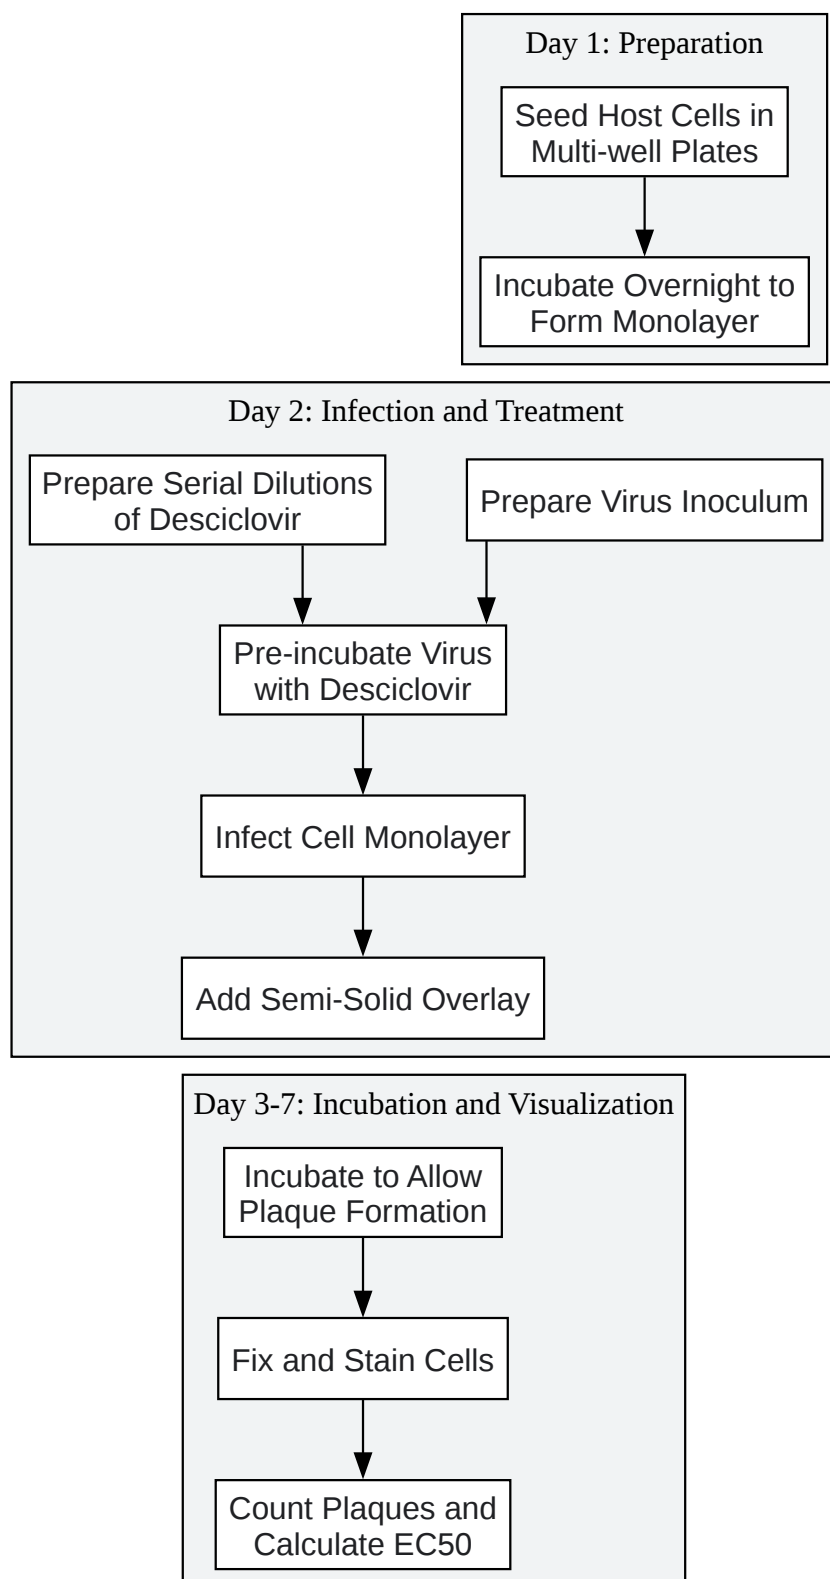 Day 1: Preparation
Seed Host Cells in
Multi-well Plates
Incubate Overnight to
Form Monolayer
Day 2: Infection and Treatment
Prepare Serial Dilutions
of Desciclovir
Prepare Virus Inoculum
Pre-incubate Virus
with Desciclovir
Infect Cell Monolayer
Add Semi-Solid Overlay
Day 3-7: Incubation and Visualization
Incubate to Allow
Plaque Formation
Fix and Stain Cells
Count Plaques and
Calculate EC50